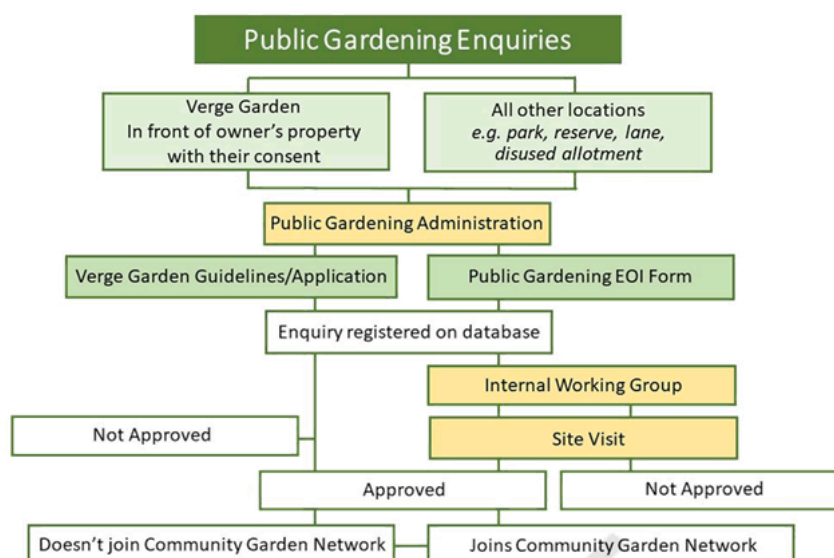 Public Gardening Enquiries
Verge Garden
In front of owner's property
with their consent
All other locations
e.g. park, reserve, lane,
disused allotment
Public Gardening Administration
Verge Garden Guidelines/Application
Public Gardening EOI Form
Enquiry registered on database
Internal Working Group
Not Approved
Site Visit
Approved
Not Approved
Doesn't join Community Garden Network
Joins Community Garden Network